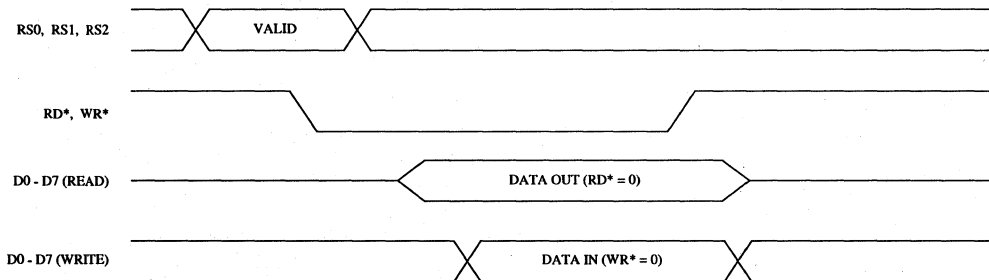 RS0, RS1, RS2 VALID
RD*, WR*
D0 - D7 (READ) DATA OUT (RD* = 0)
D0 - D7 (WRITE) DATA IN (WR* = 0)